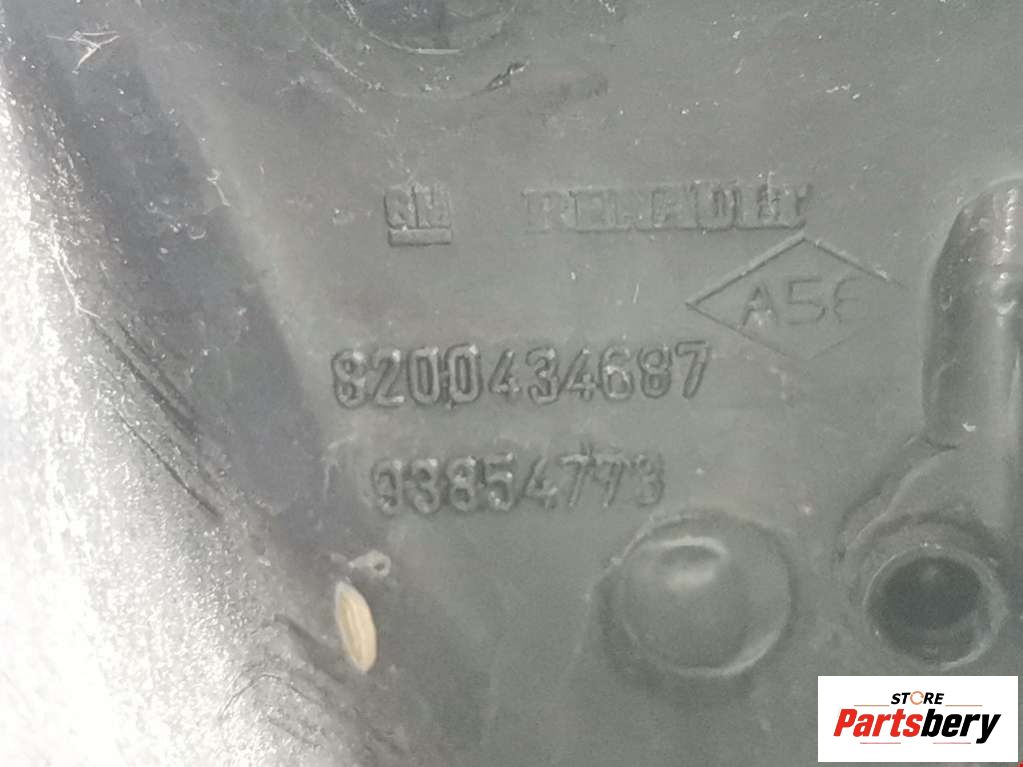 GM RENAULT
A56
8200434687
93854773
STORE
Partsbery